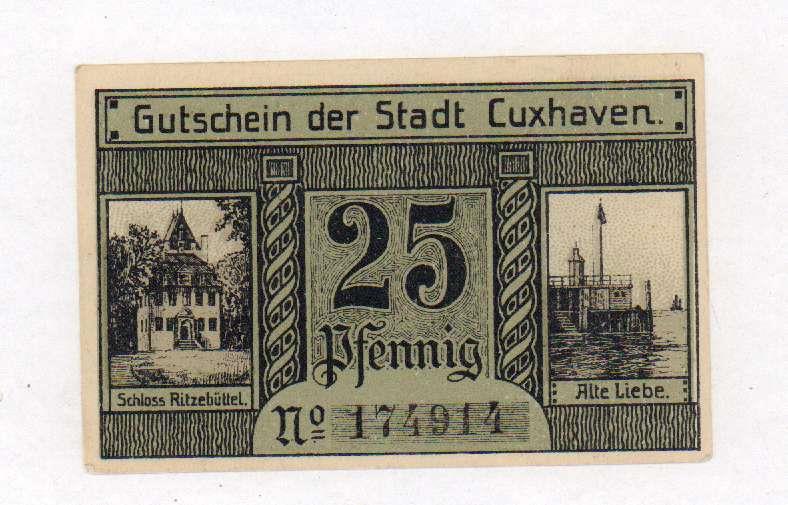 Gutschein der Stadt Cuxhaven.
25
Pfennig
Schloss Ritzebüttel.
Alte Liebe.
No 174914